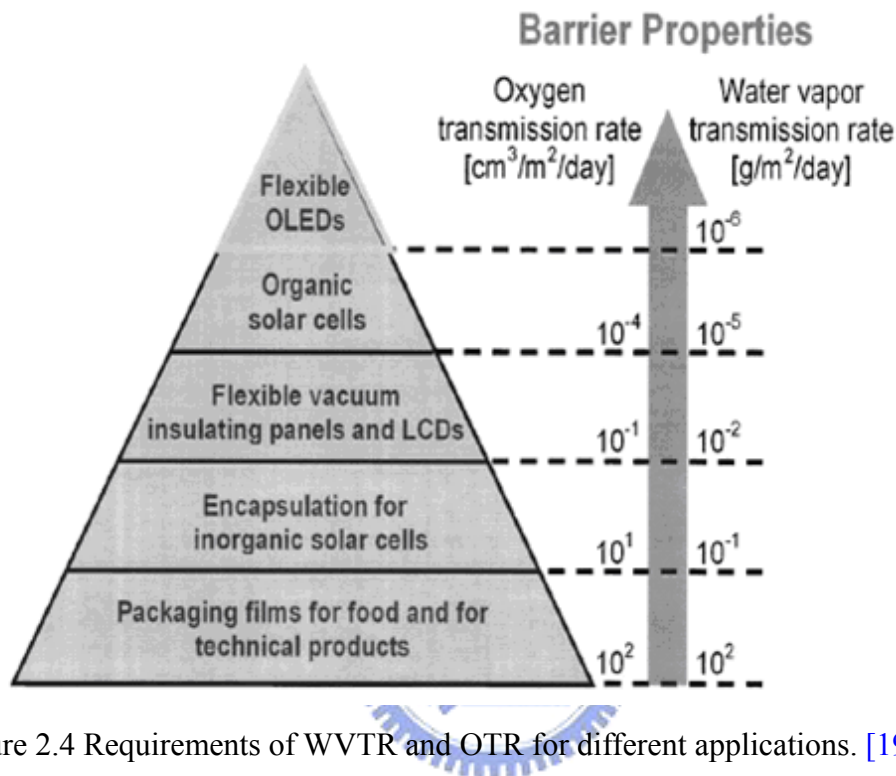 Barrier Properties
Oxygen
transmission rate
[cm³/m²/day]
Water vapor
transmission rate
[g/m²/day]
Flexible
OLEDs
10⁻⁶
Organic
solar cells
10⁻⁴
10⁻⁵
Flexible vacuum
insulating panels and LCDs
10⁻¹
10⁻²
Encapsulation for
inorganic solar cells
10¹
10⁻¹
Packaging films for food and for
technical products
10²
10²
ure 2.4 Requirements of WVTR and OTR for different applications. [19